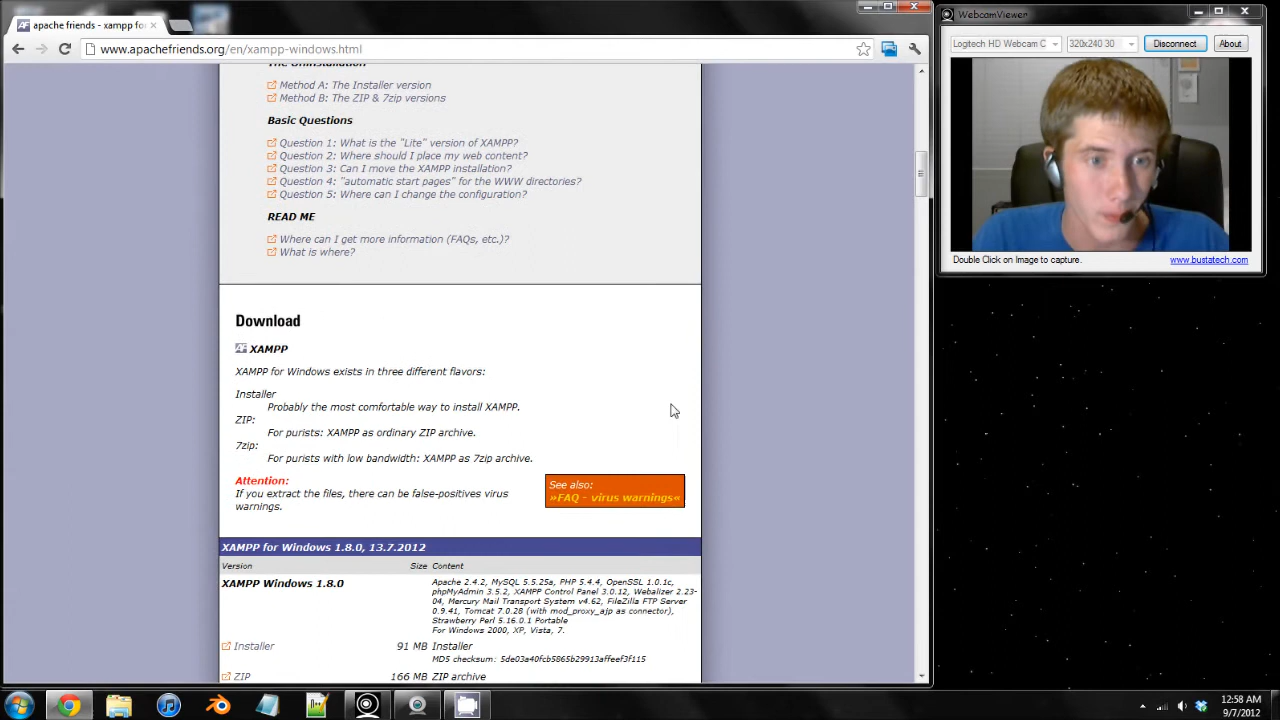 apache friends - xampp for
www.apachefriends.org/en/xampp-windows.html
The Uninstallation
Method A: The Installer version
Method B: The ZIP & 7zip versions
Basic Questions
Question 1: What is the "Lite" version of XAMPP?
Question 2: Where should I place my web content?
Question 3: Can I move the XAMPP installation?
Question 4: "automatic start pages" for the WWW directories?
Question 5: Where can I change the configuration?
READ ME
Where can I get more information (FAQs, etc.)?
What is where?
Download
XAMPP
XAMPP for Windows exists in three different flavors:
Installer
Probably the most comfortable way to install XAMPP.
ZIP:
For purists: XAMPP as ordinary ZIP archive.
7zip:
For purists with low bandwidth: XAMPP as 7zip archive.
Attention:
If you extract the files, there can be false-positives virus
warnings.
See also:
»FAQ - virus warnings«
XAMPP for Windows 1.8.0, 13.7.2012
Version Size Content
XAMPP Windows 1.8.0 Apache 2.4.2, MySQL 5.5.25a, PHP 5.4.4, OpenSSL 1.0.1c,
phpMyAdmin 3.5.2, XAMPP Control Panel 3.0.12, Webalizer 2.23-
04, Mercury Mail Transport System v4.62, FileZilla FTP Server
0.9.41, Tomcat 7.0.28 (with mod_proxy_ajp as connector),
Strawberry Perl 5.16.0.1 Portable
For Windows 2000, XP, Vista, 7.
Installer 91 MB Installer
MD5 checksum: 5de03a40fcb5865b29913affeef3f115
ZIP 166 MB ZIP archive
WebcamViewer
Logitech HD Webcam C 320x240 30 Disconnect About
Double Click on Image to capture. www.bustatech.com
12:58 AM
9/7/2012